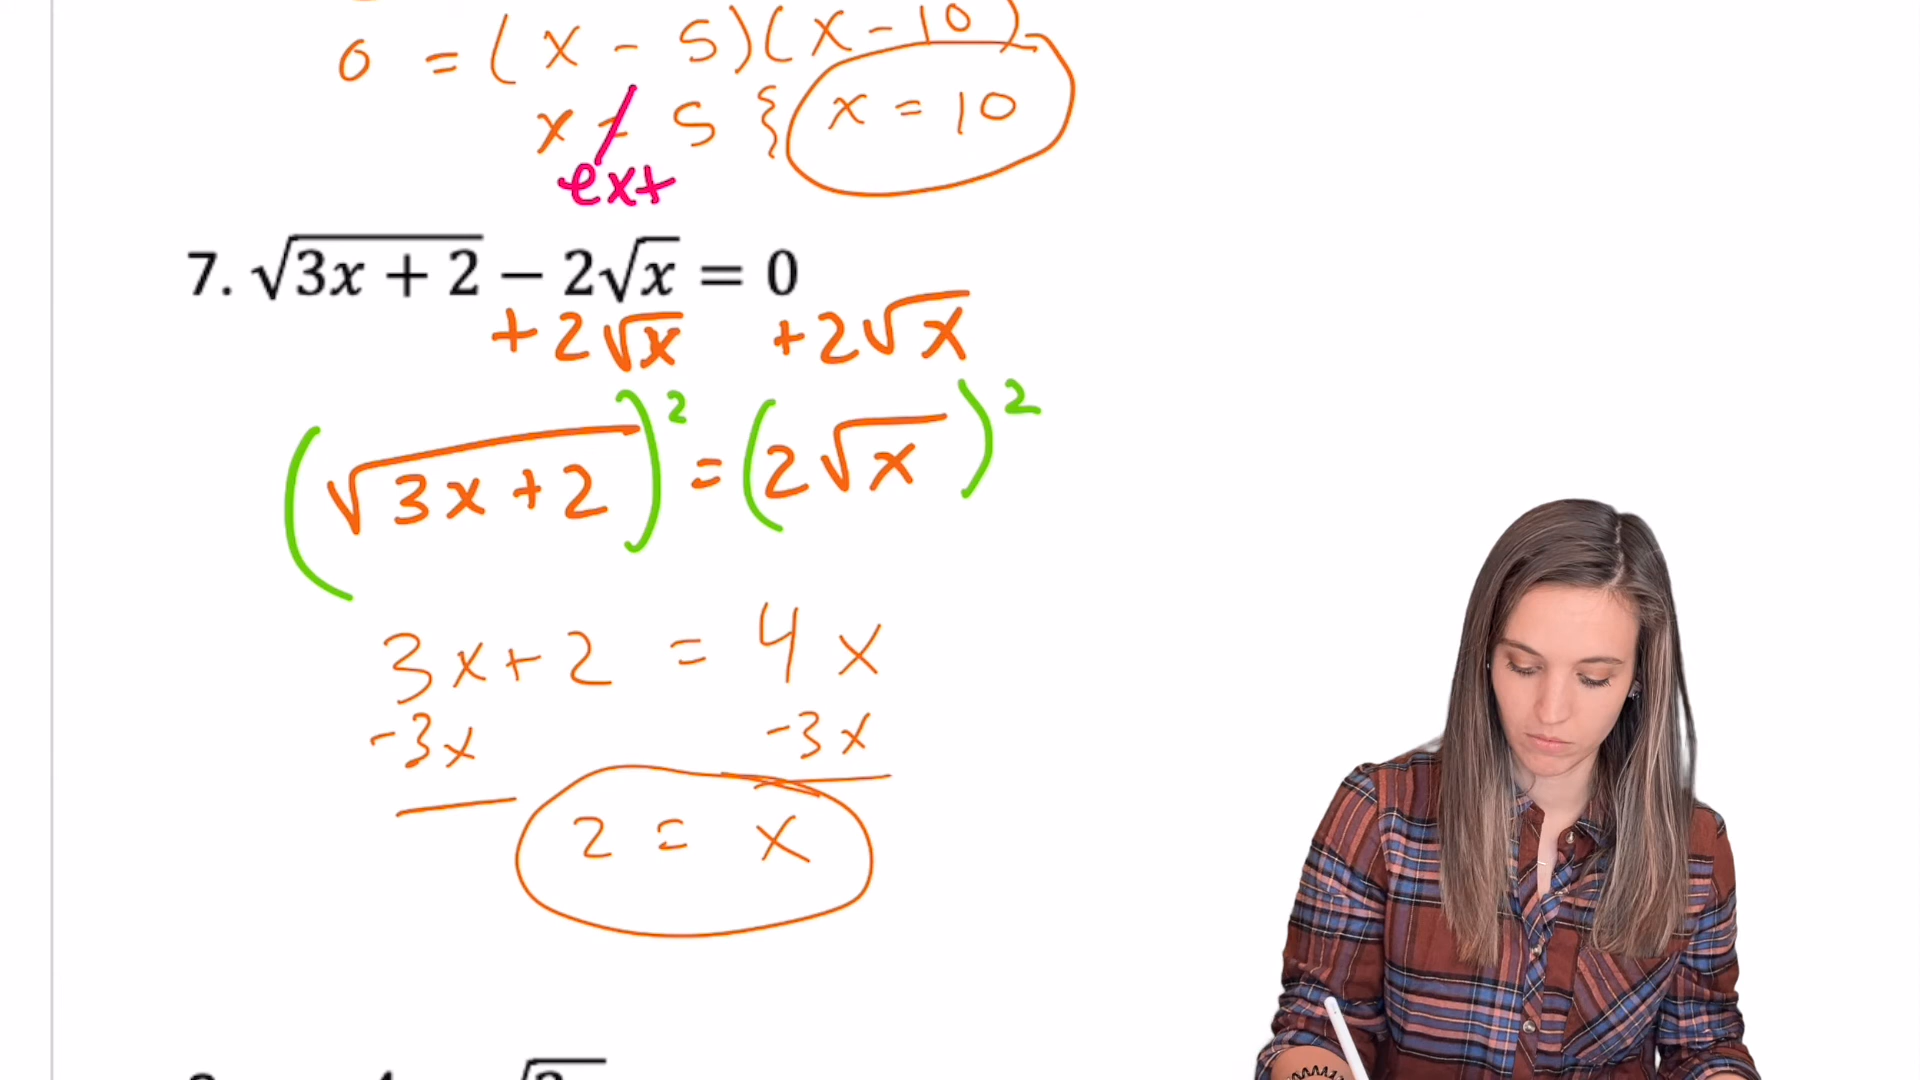 0 = (x - 5)(x - 10)
x = 5 { x = 10
ext
7. √3x + 2 − 2√x = 0
+2√x +2√x
(√3x+2)² = (2√x)²
3x+2 = 4x
-3x -3x
2 = x